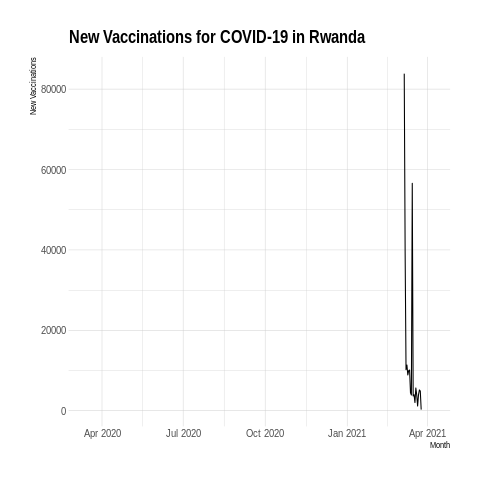 New Vaccinations for COVID-19 in Rwanda
New Vaccinations
80000
60000
40000
20000
0
Apr 2020 Jul 2020 Oct 2020 Jan 2021 Apr 2021
Month